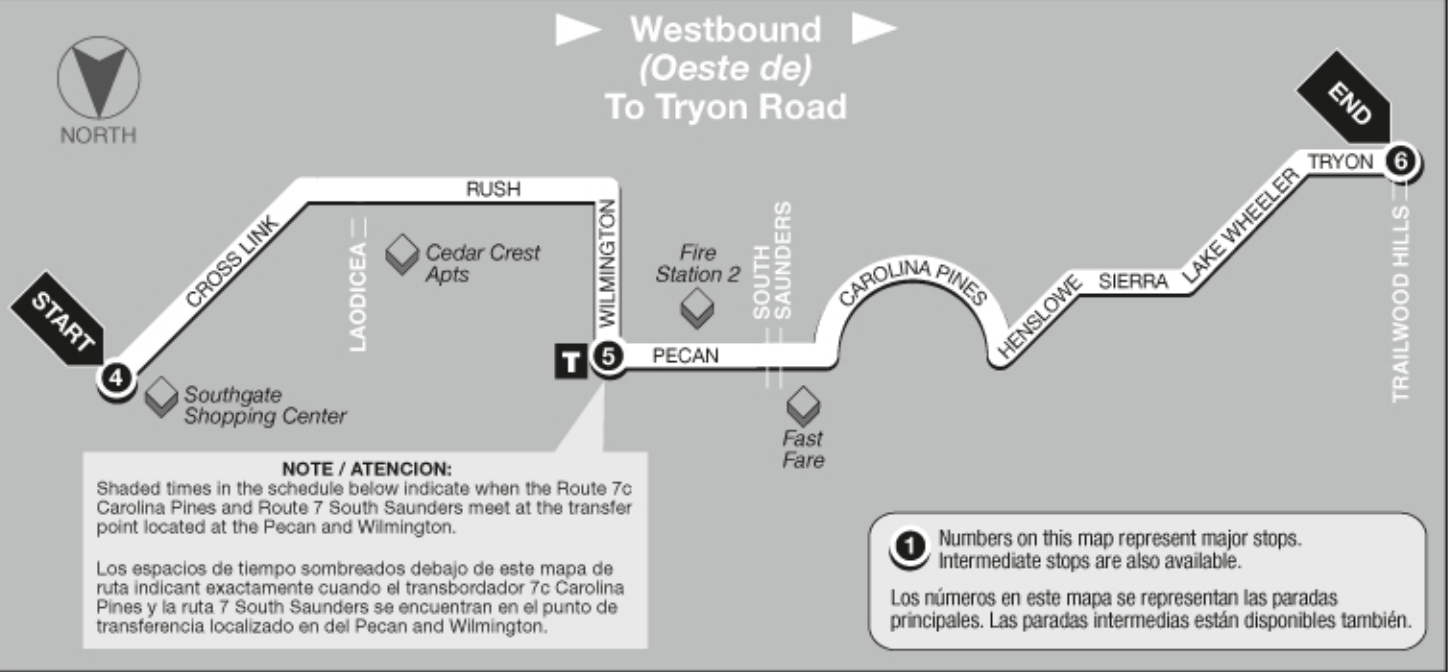 Westbound
(Oeste de)
To Tryon Road
NORTH
START
4
CROSS LINK
RUSH
LAODICEA
Cedar Crest
Apts
WILMINGTON
Southgate
Shopping Center
T
5
PECAN
Fire
Station 2
SOUTH
SAUNDERS
Fast
Fare
CAROLINA PINES
HENSLOWE
SIERRA
LAKE WHEELER
TRYON
6
END
TRAILWOOD HILLS
NOTE / ATENCION:
Shaded times in the schedule below indicate when the Route 7c
Carolina Pines and Route 7 South Saunders meet at the transfer
point located at the Pecan and Wilmington.
Los espacios de tiempo sombreados debajo de este mapa de
ruta indicant exactamente cuando el transbordador 7c Carolina
Pines y la ruta 7 South Saunders se encuentran en el punto de
transferencia localizado en del Pecan and Wilmington.
1
Numbers on this map represent major stops.
Intermediate stops are also available.
Los números en este mapa se representan las paradas
principales. Las paradas intermedias están disponibles también.